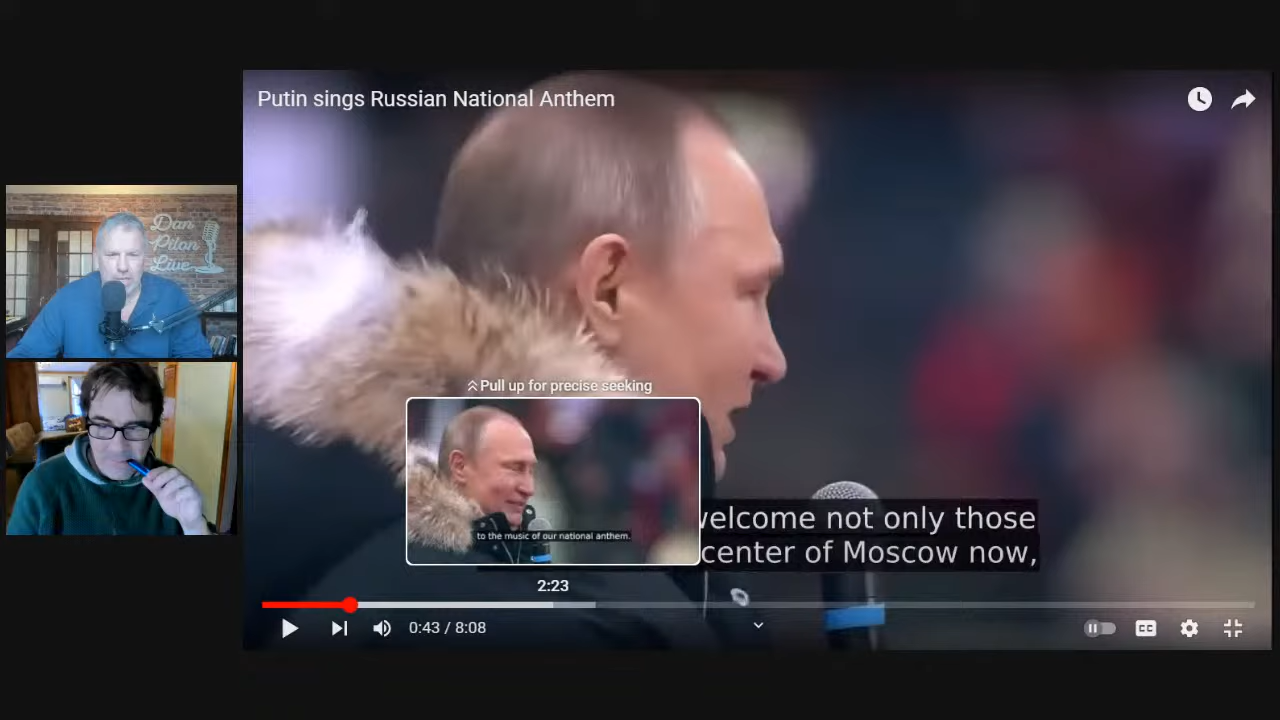 Putin sings Russian National Anthem
Dan
Pilon
Live
Pull up for precise seeking
to the music of our national anthem.
welcome not only those
center of Moscow now,
2:23
0:43 / 8:08
CC